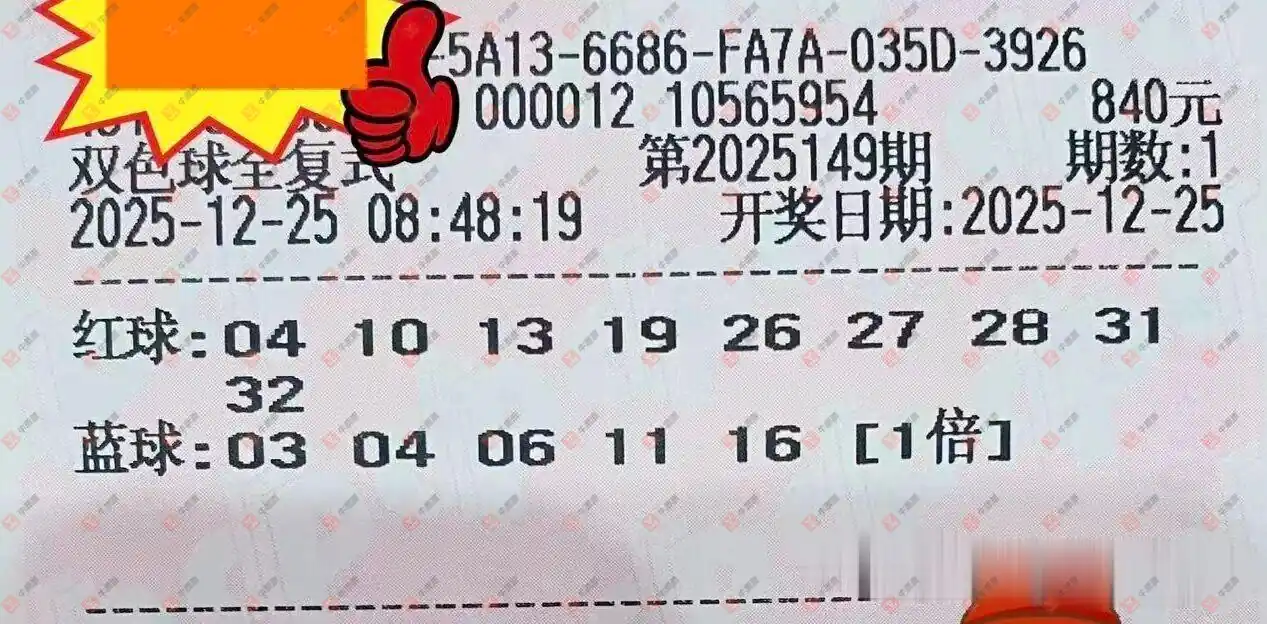 -5A13-6686-FA7A-035D-3926
000012 10565954 840元
双色球全复式 第2025149期 期数:1
2025-12-25 08:48:19 开奖日期:2025-12-25
红球:04 10 13 19 26 27 28 31
32
蓝球:03 04 06 11 16 [1倍]